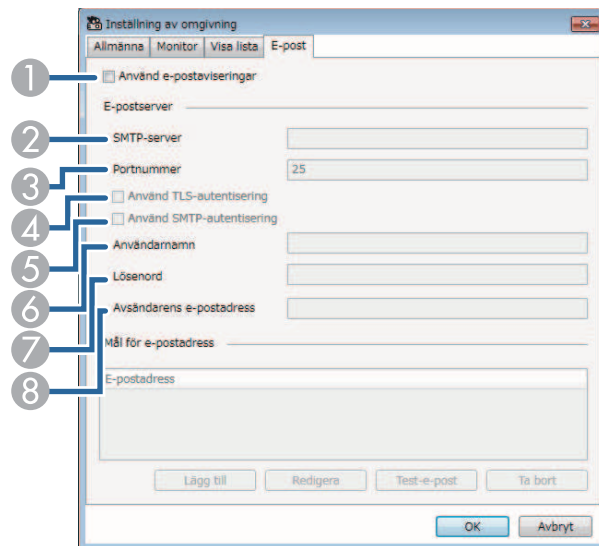 Inställning av omgivning
Allmänna Monitor Visa lista E-post
1 Använd e-postaviseringar
E-postserver
2 SMTP-server
3 Portnummer 25
4 Använd TLS-autentisering
5 Använd SMTP-autentisering
6 Användarnamn
7 Lösenord
8 Avsändarens e-postadress
Mål för e-postadress
E-postadress
Lägg till Redigera Test-e-post Ta bort
OK Avbryt